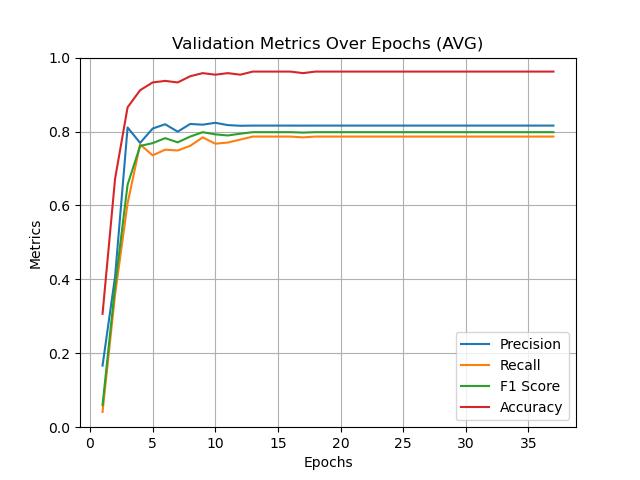 Validation Metrics Over Epochs (AVG)
1.0
0.8
0.6
0.4
0.2
0.0
Metrics
0 5 10 15 20 25 30 35
Epochs
Precision
Recall
F1 Score
Accuracy